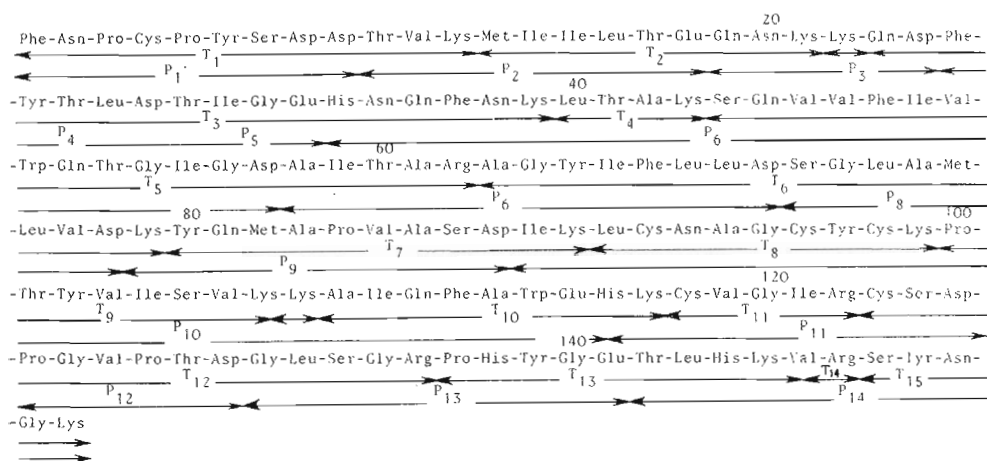 20
Phe-Asn-Pro-Cys-Pro-Tyr-Ser-Asp-Asp-Thr-Val-Lys-Met-Ile-Ile-Leu-Thr-Glu-Gln-Asn-Lys-Lys-Gln-Asp-Phe-
T1 T2
P1 P2 P3
40
-Tyr-Thr-Leu-Asp-Thr-Ile-Gly-Glu-His-Asn-Gln-Phe-Asn-Lys-Leu-Thr-Ala-Lys-Ser-Gln-Val-Val-Phe-Ile-Val-
T3 T4
P4 P5 P6
60
-Trp-Gln-Thr-Gly-Ile-Gly-Asp-Ala-Ile-Thr-Ala-Arg-Ala-Gly-Tyr-Ile-Phe-Leu-Leu-Asp-Ser-Gly-Leu-Ala-Met-
T5 T6
P6 P8
80 100
-Leu-Val-Asp-Lys-Tyr-Gln-Met-Ala-Pro-Val-Ala-Ser-Asp-Ile-Lys-Leu-Cys-Asn-Ala-Gly-Cys-Tyr-Cys-Lys-Pro-
T7 T8
P9
120
-Thr-Tyr-Val-Ile-Ser-Val-Lys-Lys-Ala-Ile-Gln-Phe-Ala-Trp-Glu-His-Lys-Cys-Val-Gly-Ile-Arg-Cys-Ser-Asp-
T9 T10 T11
P10 P11
140
-Pro-Gly-Val-Pro-Thr-Asp-Gly-Leu-Ser-Gly-Arg-Pro-His-Tyr-Gly-Glu-Thr-Leu-His-Lys-Val-Arg-Ser-Tyr-Asn-
T12 T13 T14 T15
P12 P13 P14
-Gly-Lys